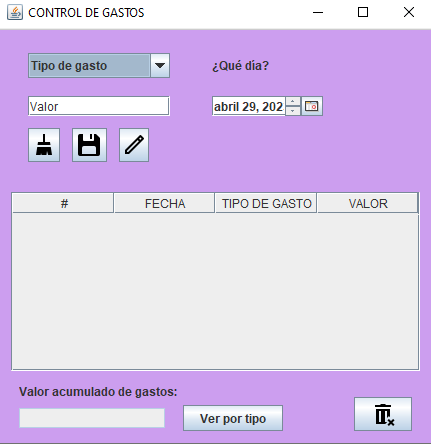 CONTROL DE GASTOS
Tipo de gasto
¿Qué día?
Valor
abril 29, 202
# FECHA TIPO DE GASTO VALOR
Valor acumulado de gastos:
Ver por tipo